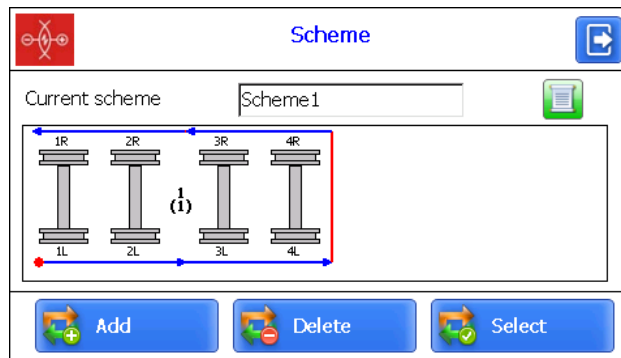 Scheme
Current scheme Scheme1
1R 2R 3R 4R
1
(1)
1L 2L 3L 4L
Add Delete Select